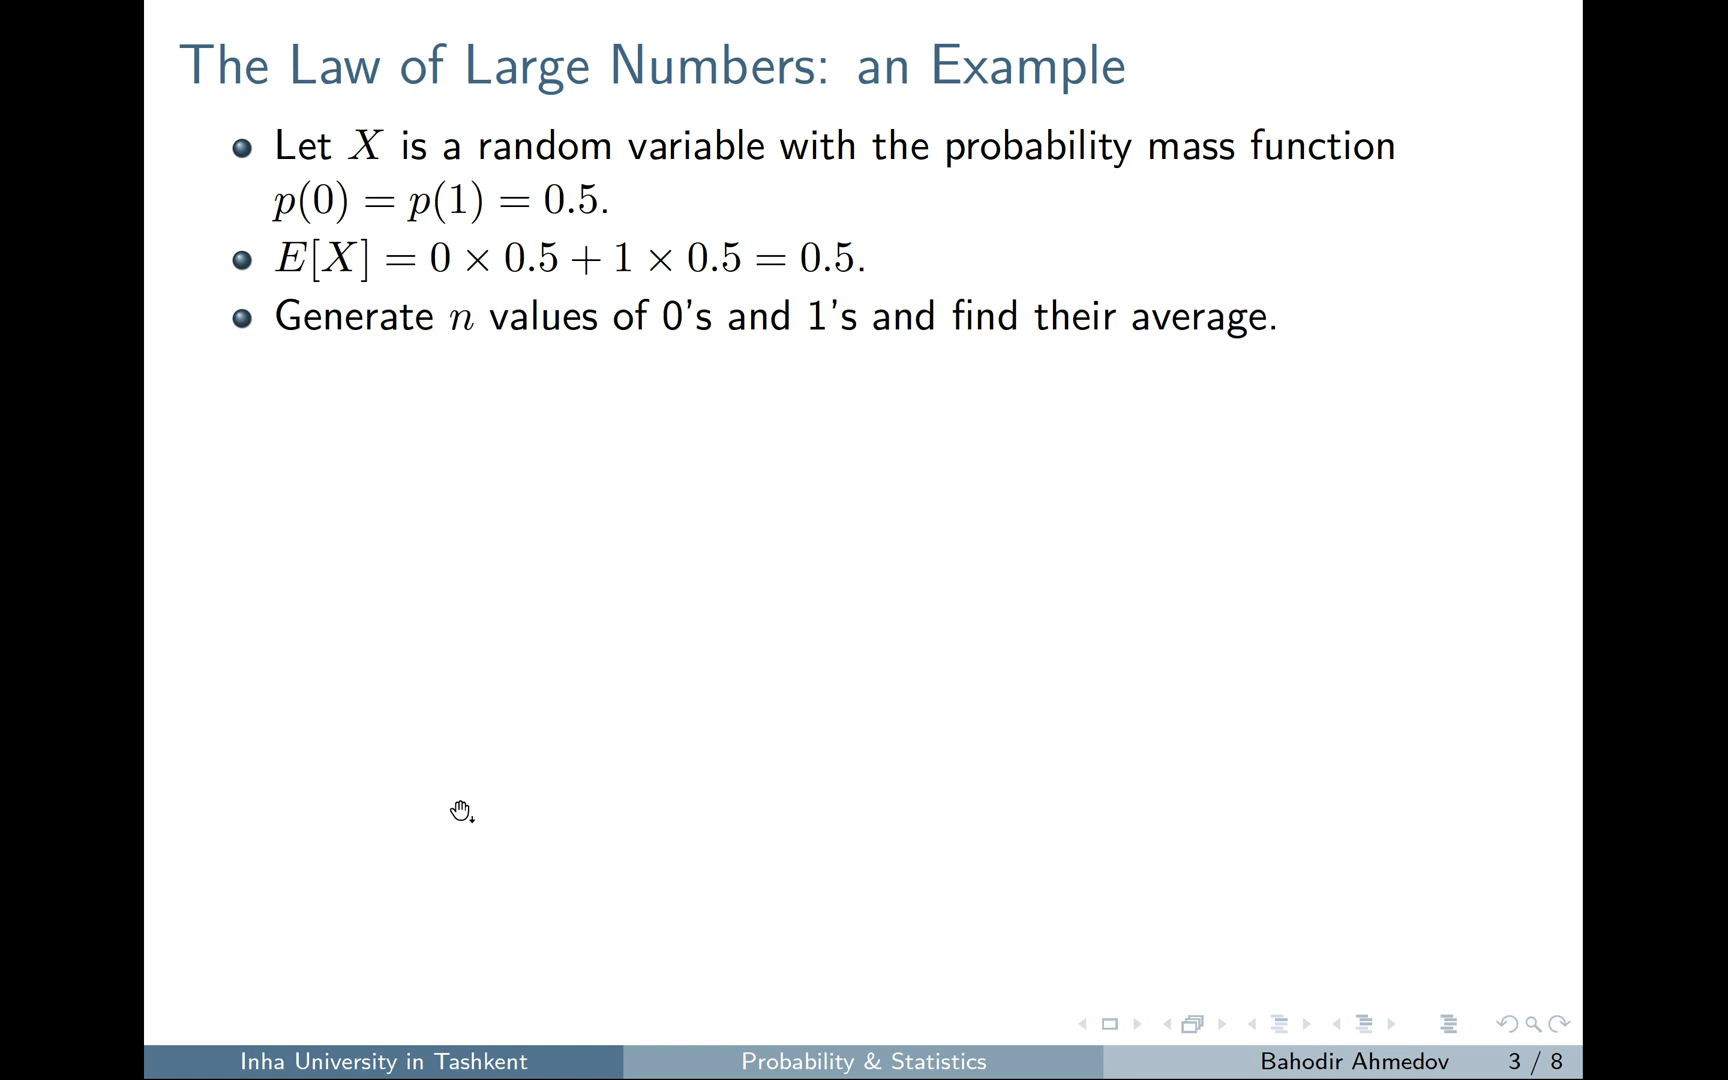 The Law of Large Numbers: an Example
Let X is a random variable with the probability mass function
p(0) = p(1) = 0.5.
E[X] = 0 × 0.5 + 1 × 0.5 = 0.5.
Generate n values of 0's and 1's and find their average.
Inha University in Tashkent
Probability & Statistics
Bahodir Ahmedov
3 / 8